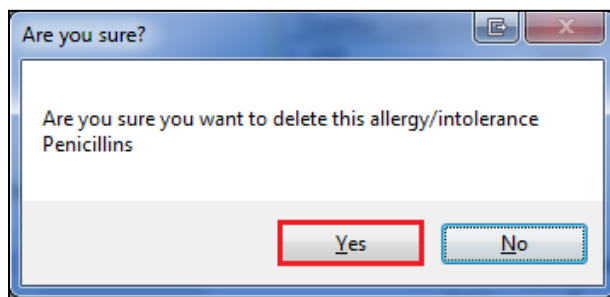 Are you sure?
Are you sure you want to delete this allergy/intolerance
Penicillins
Yes
No